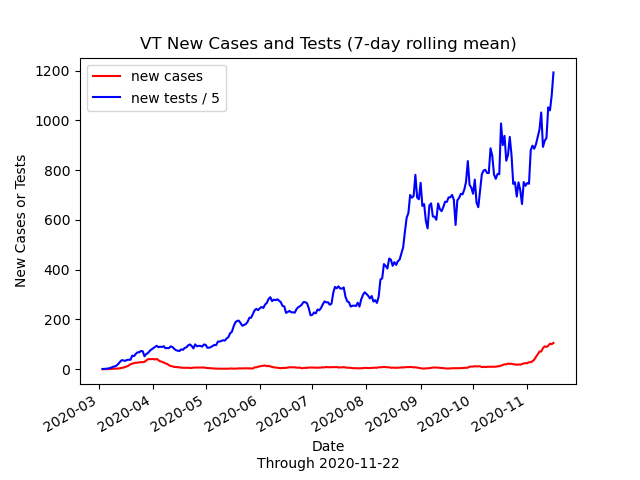 VT New Cases and Tests (7-day rolling mean)
new cases
new tests / 5
1200
1000
800
600
400
200
0
New Cases or Tests
2020-03
2020-04
2020-05
2020-06
2020-07
2020-08
2020-09
2020-10
2020-11
Date
Through 2020-11-22